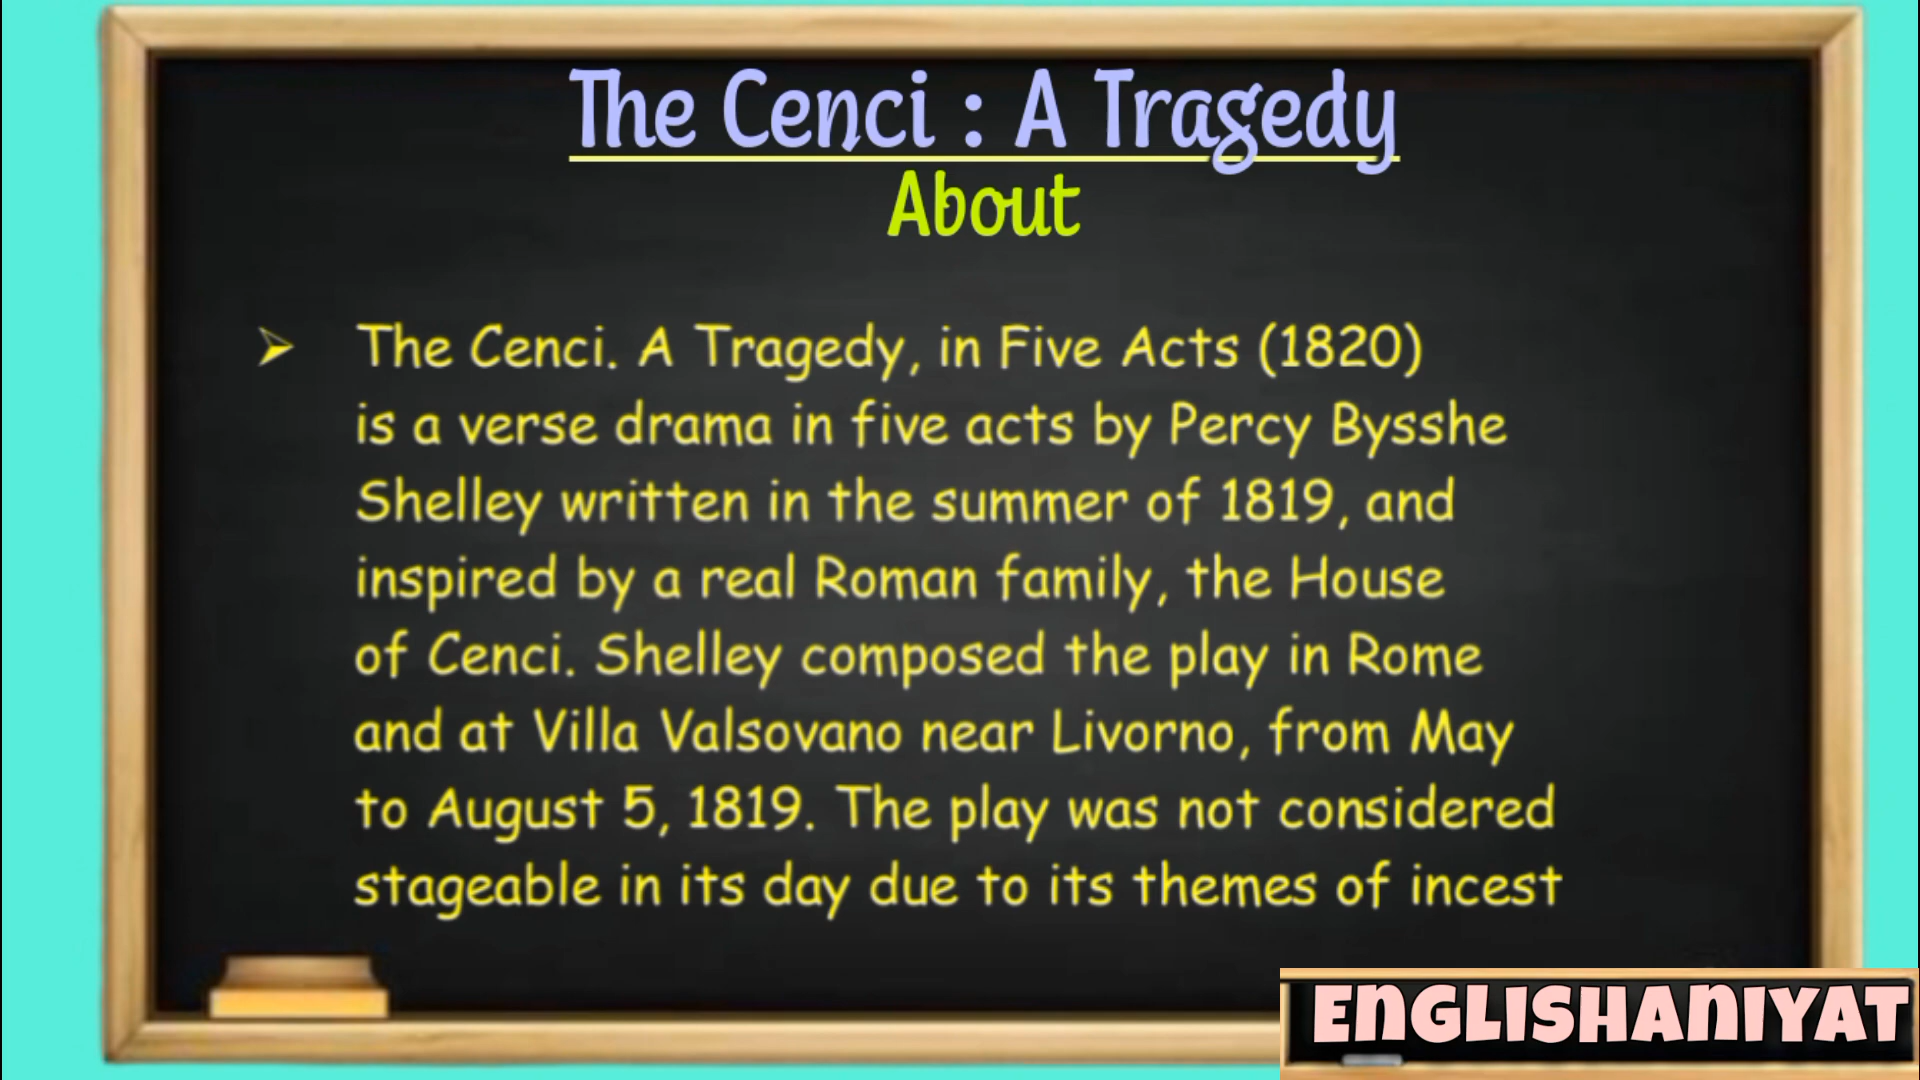 The Cenci : A Tragedy
About
➢ The Cenci. A Tragedy, in Five Acts (1820)
is a verse drama in five acts by Percy Bysshe
Shelley written in the summer of 1819, and
inspired by a real Roman family, the House
of Cenci. Shelley composed the play in Rome
and at Villa Valsovano near Livorno, from May
to August 5, 1819. The play was not considered
stageable in its day due to its themes of incest
ENGLISHANIYAT